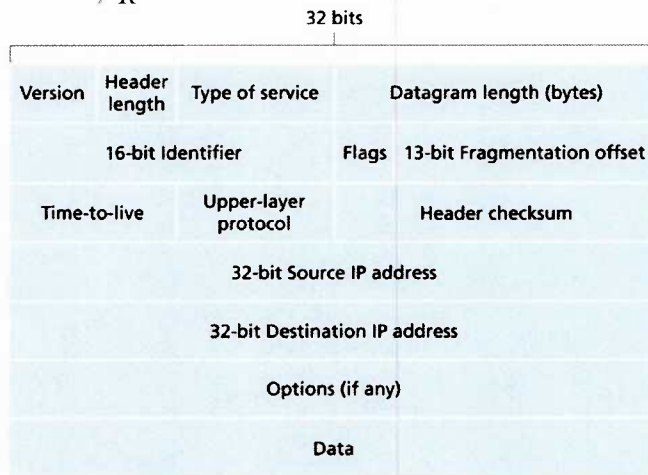 32 bits
Version Header length Type of service Datagram length (bytes)
16-bit Identifier Flags 13-bit Fragmentation offset
Time-to-live Upper-layer protocol Header checksum
32-bit Source IP address
32-bit Destination IP address
Options (if any)
Data